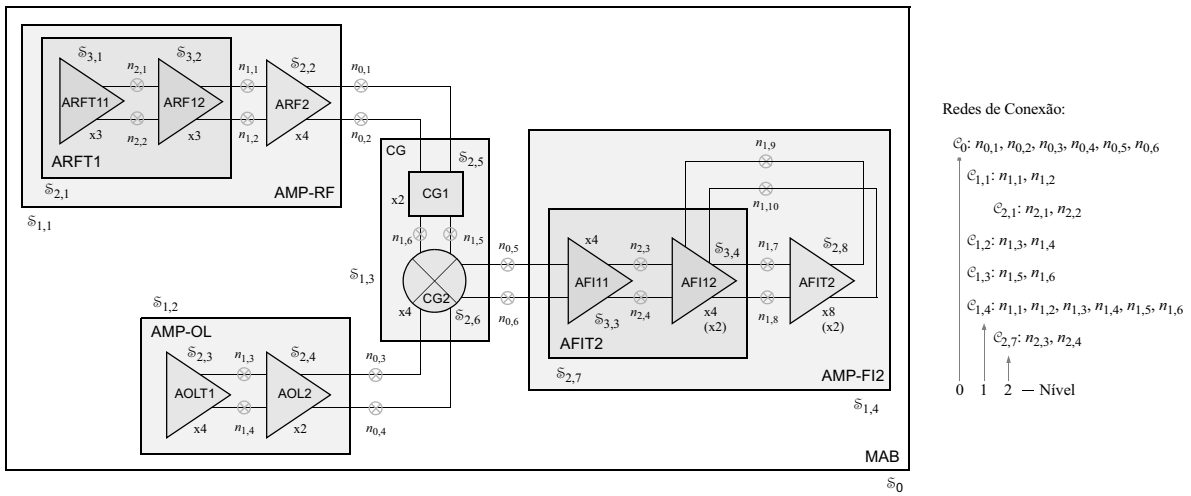 𝒮3,1
𝒮3,2
n2,1
n1,1
𝒮2,2
n0,1
ARFT11
ARF12
ARF2
x3
n2,2
x3
n1,2
x4
n0,2
ARFT1
𝒮2,1
AMP-RF
𝒮1,1
CG
𝒮2,5
x2
CG1
n1,6
n1,5
𝒮1,3
CG2
x4
𝒮2,6
n0,5
n0,6
𝒮1,2
AMP-OL
𝒮2,3
n1,3
𝒮2,4
n0,3
AOLT1
AOL2
x4
n1,4
x2
n0,4
n1,9
n1,10
x4
n2,3
𝒮3,4
n1,7
𝒮2,8
AFI11
AFI12
AFIT2
𝒮3,3
n2,4
x4
(x2)
n1,8
x8
(x2)
AFIT2
𝒮2,7
AMP-FI2
𝒮1,4
MAB
𝒮0
Redes de Conexão:
𝒞0: n0,1, n0,2, n0,3, n0,4, n0,5, n0,6
𝒞1,1: n1,1, n1,2
𝒞2,1: n2,1, n2,2
𝒞1,2: n1,3, n1,4
𝒞1,3: n1,5, n1,6
𝒞1,4: n1,1, n1,2, n1,3, n1,4, n1,5, n1,6
𝒞2,7: n2,3, n2,4
0 1 2 — Nível